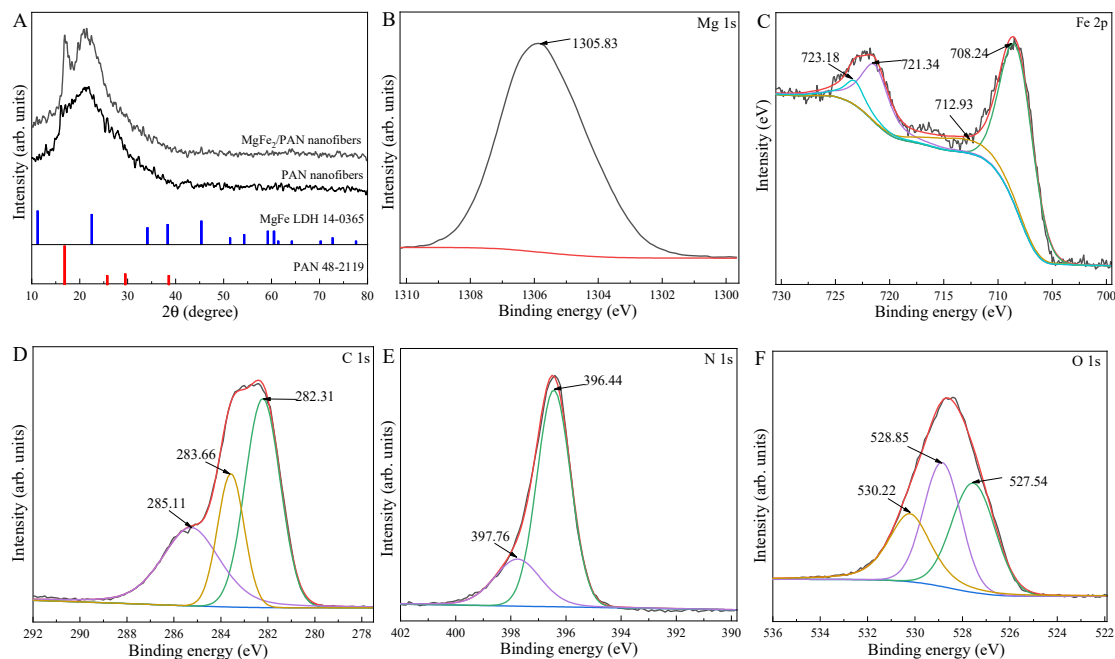 A
MgFe₂/PAN nanofibers
PAN nanofibers
MgFe LDH 14-0365
PAN 48-2119
Intensity (arb. units)
10 20 30 40 50 60 70 80
2θ (degree)
B
Mg 1s
1305.83
Intensity (arb. units)
1310 1308 1306 1304 1302 1300
Binding energy (eV)
C
Fe 2p
708.24
723.18
721.34
712.93
Intensity (eV)
730 725 720 715 710 705 700
Binding energy (eV)
D
C 1s
282.31
283.66
285.11
Intensity (arb. units)
292 290 288 286 284 282 280 278
Binding energy (eV)
E
N 1s
396.44
397.76
Intensity (arb. units)
402 400 398 396 394 392 390
Binding energy (eV)
F
O 1s
528.85
527.54
530.22
Intensity (arb. units)
536 534 532 530 528 526 524 522
Binding energy (eV)